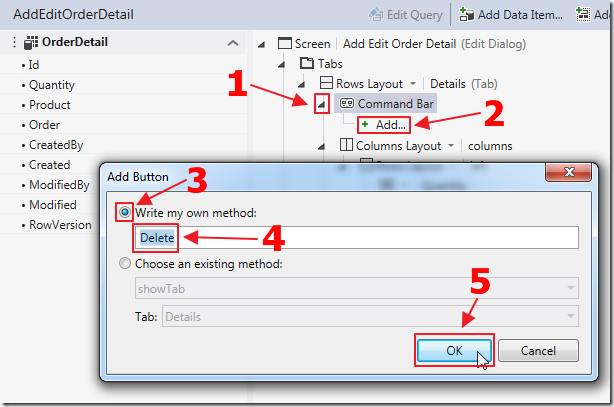 AddEditOrderDetail
Edit Query
Add Data Item...
Add
OrderDetail
Id
Quantity
Product
Order
CreatedBy
Created
ModifiedBy
Modified
RowVersion
Screen | Add Edit Order Detail (Edit Dialog)
Tabs
Rows Layout | Details (Tab)
1
Command Bar
2
+ Add...
Columns Layout | columns
Add Button
3
Write my own method:
Delete
4
Choose an existing method:
showTab
5
Tab: Details
OK
Cancel